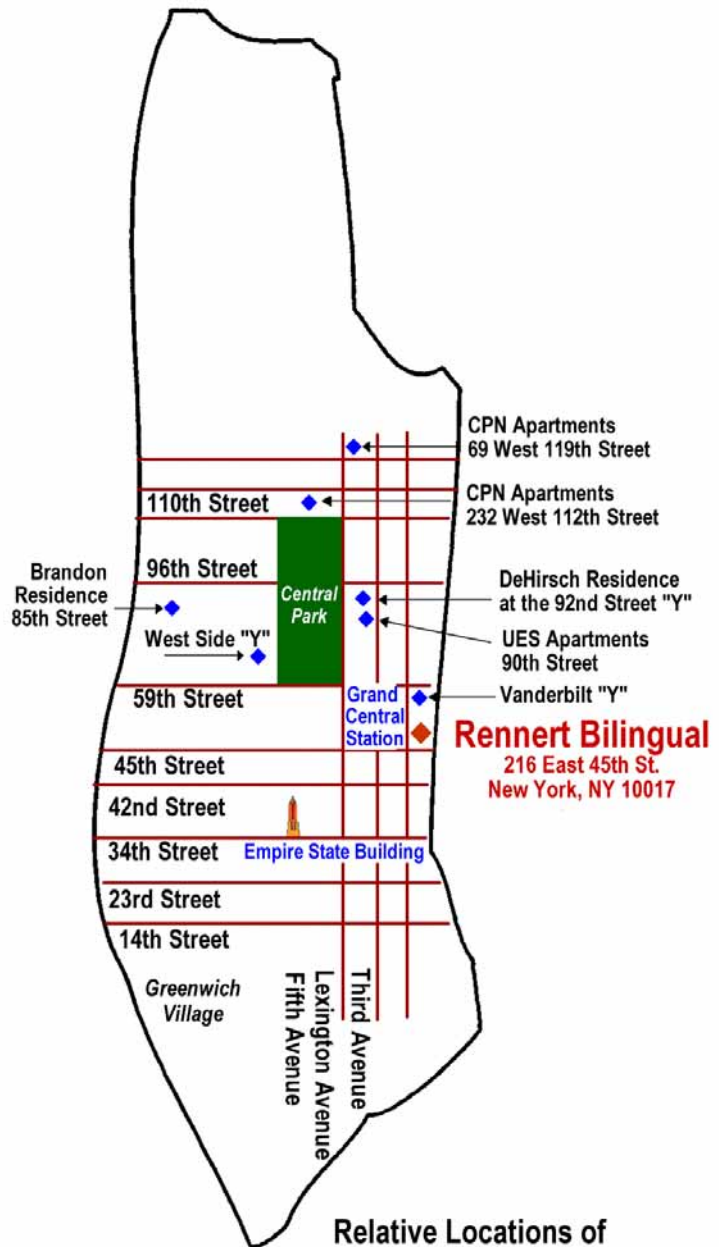 CPN Apartments
69 West 119th Street
110th Street
CPN Apartments
232 West 112th Street
96th Street
Central
Park
Brandon
Residence
85th Street
DeHirsch Residence
at the 92nd Street "Y"
UES Apartments
90th Street
West Side "Y"
59th Street
Grand
Central
Station
Vanderbilt "Y"
Rennert Bilingual
216 East 45th St.
New York, NY 10017
45th Street
42nd Street
34th Street
Empire State Building
23rd Street
14th Street
Greenwich
Village
Fifth Avenue
Lexington Avenue
Third Avenue
Relative Locations of